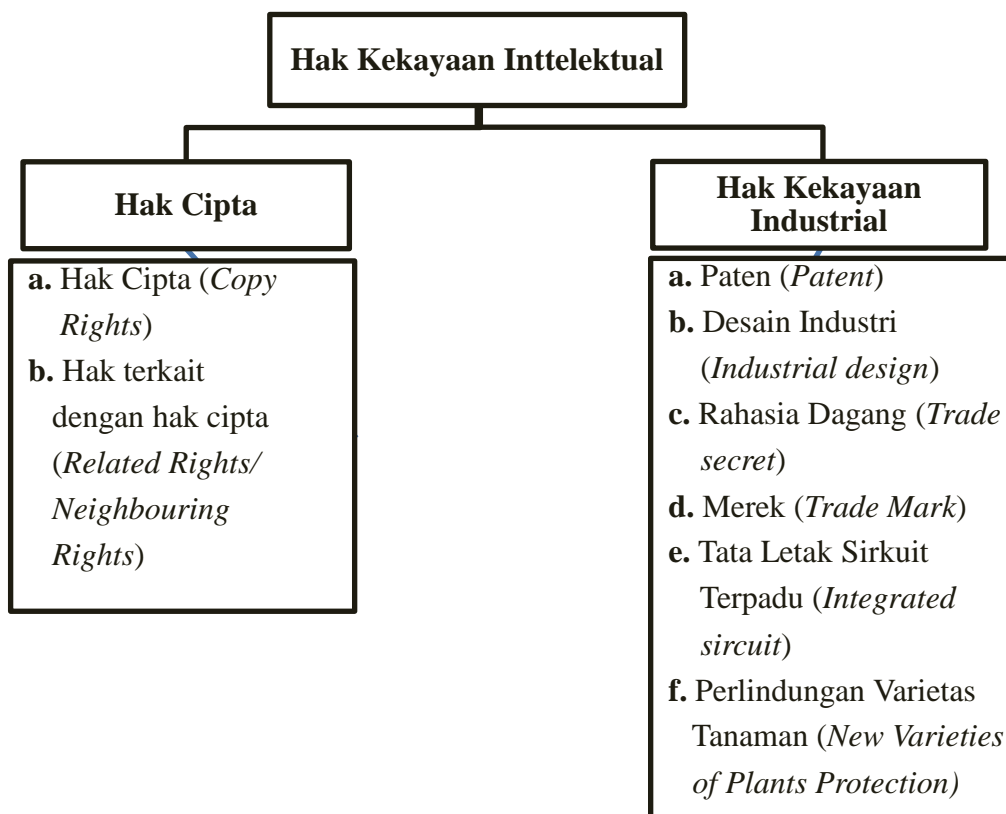 Hak Kekayaan Inttelektual
Hak Cipta
a. Hak Cipta (Copy
Rights)
b. Hak terkait
dengan hak cipta
(Related Rights/
Neighbouring
Rights)
Hak Kekayaan
Industrial
a. Paten (Patent)
b. Desain Industri
(Industrial design)
c. Rahasia Dagang (Trade
secret)
d. Merek (Trade Mark)
e. Tata Letak Sirkuit
Terpadu (Integrated
sircuit)
f. Perlindungan Varietas
Tanaman (New Varieties
of Plants Protection)